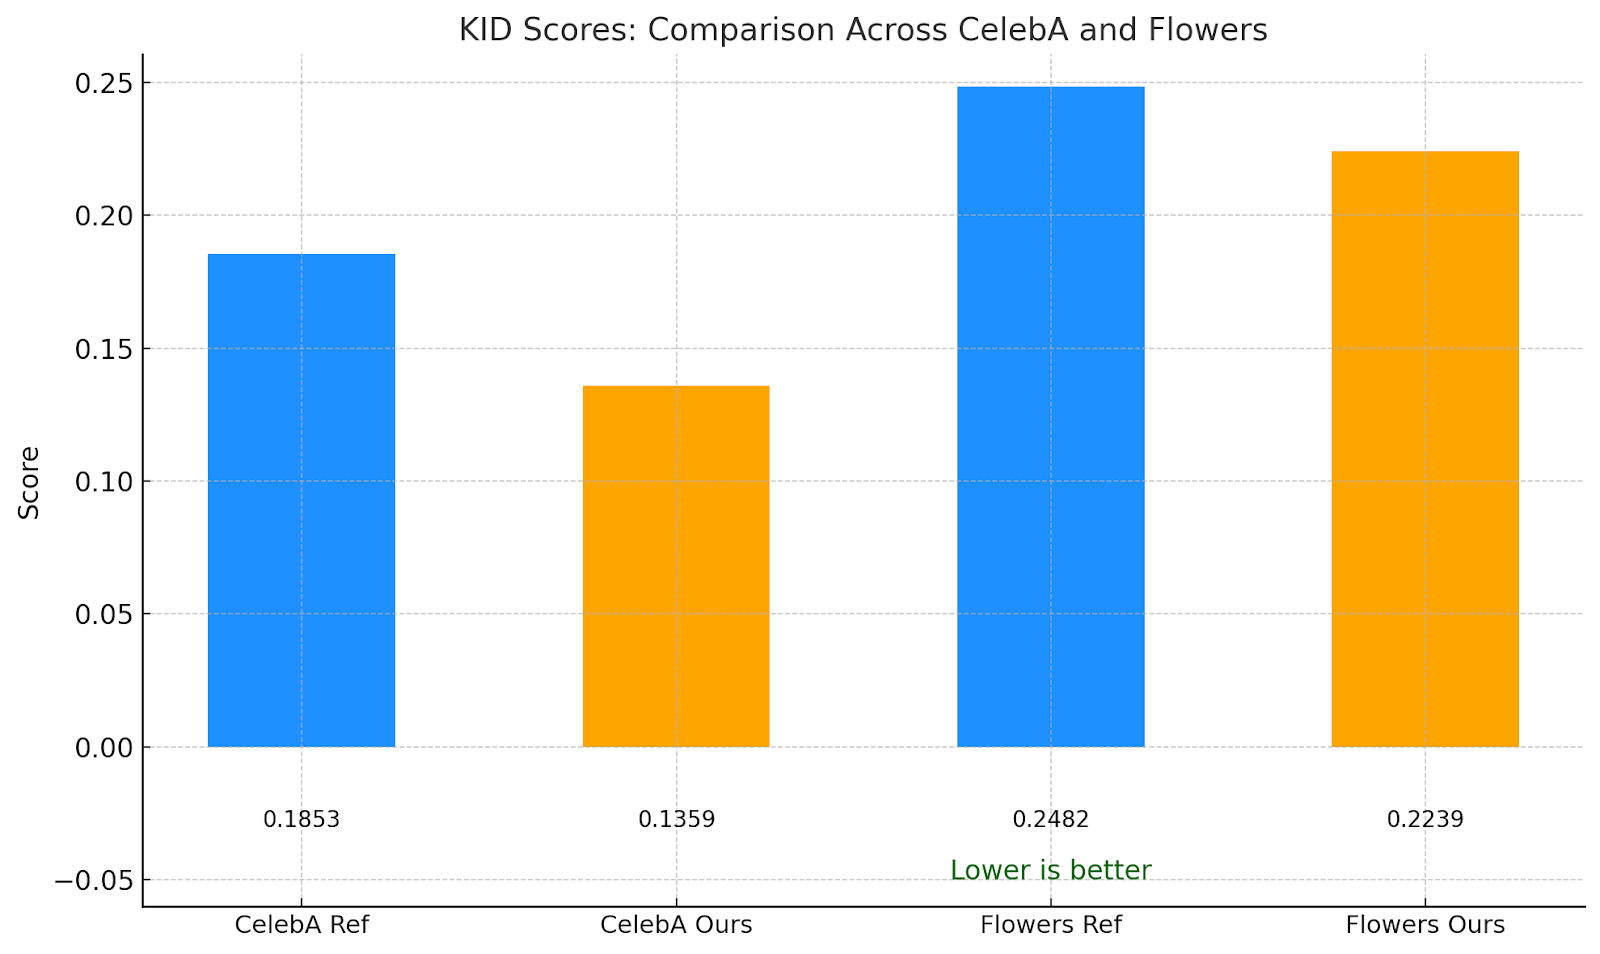 KID Scores: Comparison Across CelebA and Flowers
Score
0.25
0.20
0.15
0.10
0.05
0.00
−0.05
0.1853 0.1359 0.2482 0.2239
Lower is better
CelebA Ref CelebA Ours Flowers Ref Flowers Ours